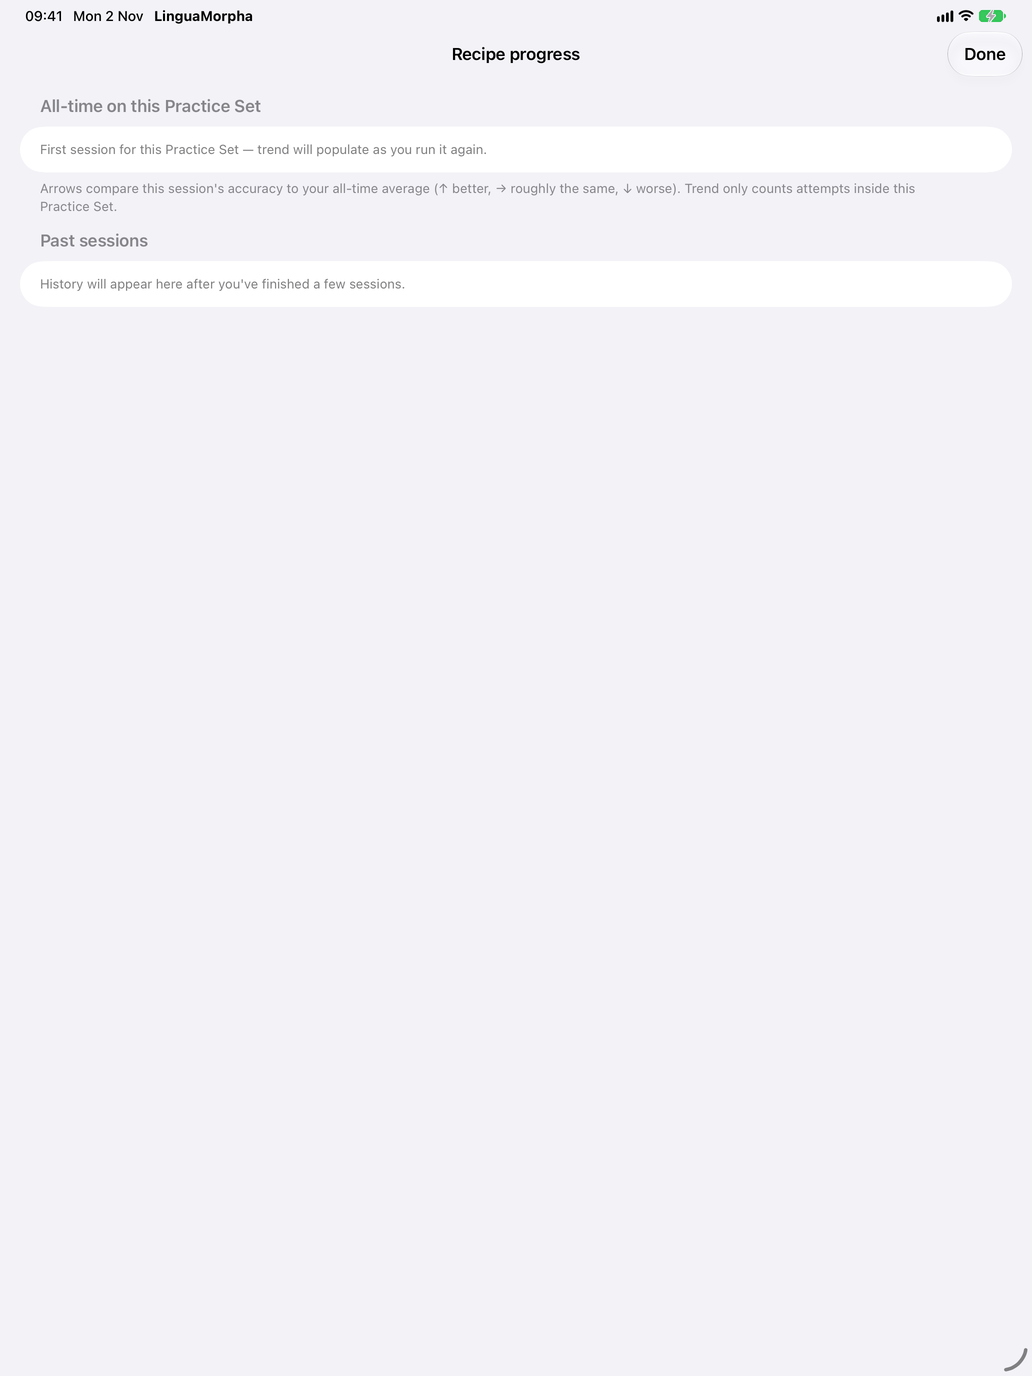 09:41 Mon 2 Nov LinguaMorpha
Recipe progress
Done
All-time on this Practice Set
First session for this Practice Set — trend will populate as you run it again.
Arrows compare this session's accuracy to your all-time average (↑ better, → roughly the same, ↓ worse). Trend only counts attempts inside this
Practice Set.
Past sessions
History will appear here after you've finished a few sessions.